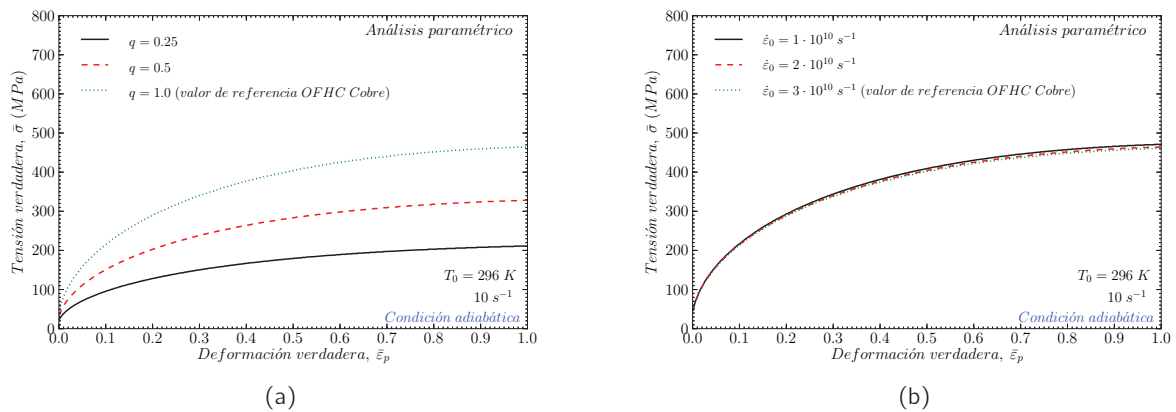 800
700
600
500
400
300
200
100
0
Tensión verdadera, σ̄ (MPa)
Análisis paramétrico
q = 0.25
q = 0.5
q = 1.0 (valor de referencia OFHC Cobre)
T₀ = 296 K
10 s⁻¹
Condición adiabática
0.0 0.1 0.2 0.3 0.4 0.5 0.6 0.7 0.8 0.9 1.0
Deformación verdadera, ε̄ₚ
(a)
800
700
600
500
400
300
200
100
0
Tensión verdadera, σ̄ (MPa)
Análisis paramétrico
ε̇₀ = 1 · 10¹⁰ s⁻¹
ε̇₀ = 2 · 10¹⁰ s⁻¹
ε̇₀ = 3 · 10¹⁰ s⁻¹ (valor de referencia OFHC Cobre)
T₀ = 296 K
10 s⁻¹
Condición adiabática
0.0 0.1 0.2 0.3 0.4 0.5 0.6 0.7 0.8 0.9 1.0
Deformación verdadera, ε̄ₚ
(b)